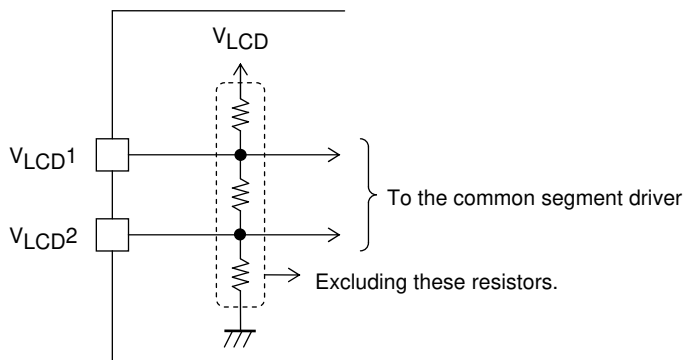 VLCD
VLCD1
To the common segment driver
VLCD2
Excluding these resistors.